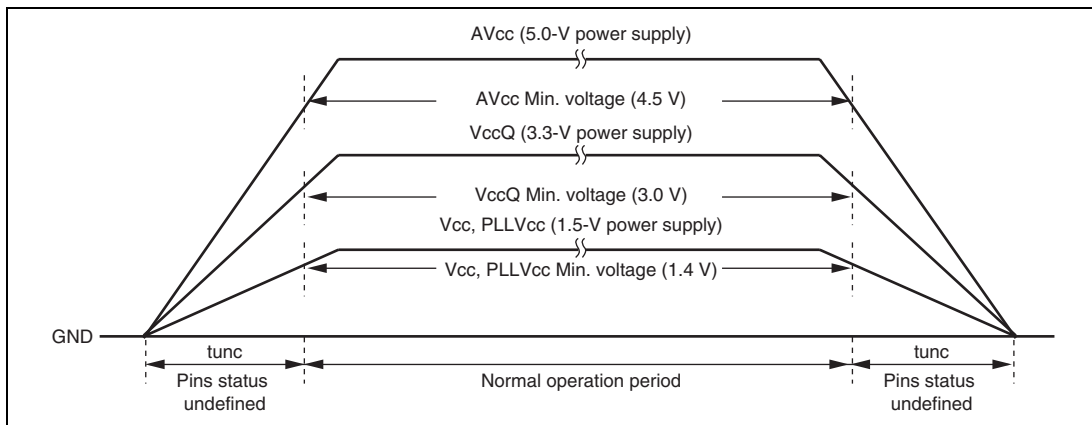 AVcc (5.0-V power supply)
AVcc Min. voltage (4.5 V)
VccQ (3.3-V power supply)
VccQ Min. voltage (3.0 V)
Vcc, PLLVcc (1.5-V power supply)
Vcc, PLLVcc Min. voltage (1.4 V)
GND
tunc
Pins status
undefined
Normal operation period
tunc
Pins status
undefined